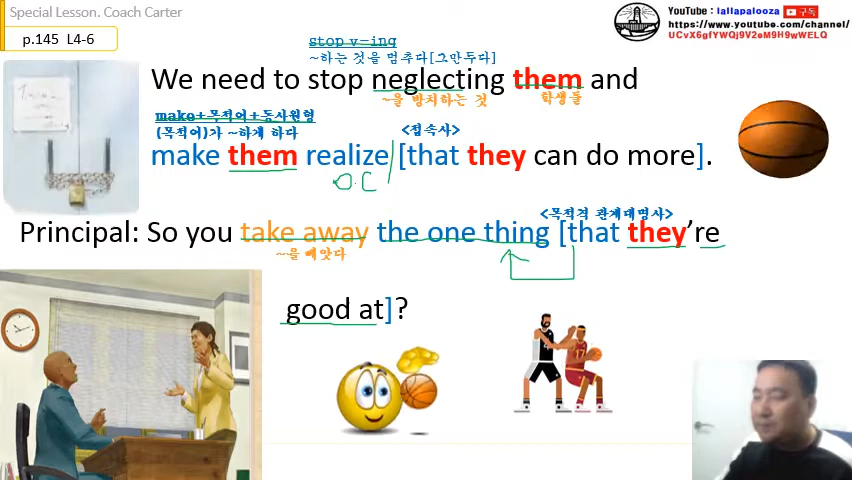 Special Lesson. Coach Carter
p.145 L4-6
YouTube : lallapalooza 구독
https://www.youtube.com/channel/
UCvX6gfYWQj9V2eM9H9wWELQ
stop v=ing
~하는 것을 멈추다[그만두다]
We need to stop neglecting them and
~을 방치하는 것
학생들
make+목적어+동사원형
(목적어)가 ~하게 하다
<접속사>
make them realize [that they can do more].
O.C
<목적격 관계대명사>
Principal: So you take away the one thing [that they're
~을 빼앗다
good at]?